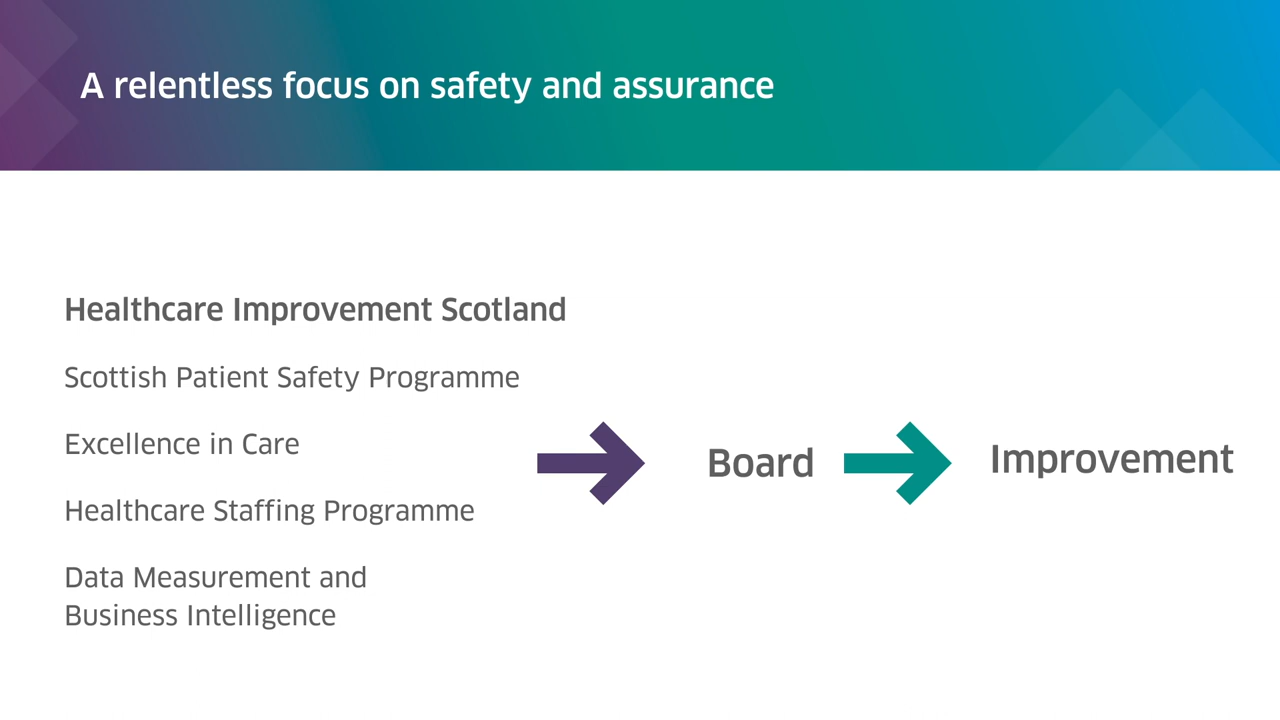 A relentless focus on safety and assurance
Healthcare Improvement Scotland
Scottish Patient Safety Programme
Excellence in Care
Healthcare Staffing Programme
Data Measurement and
Business Intelligence
Board
Improvement